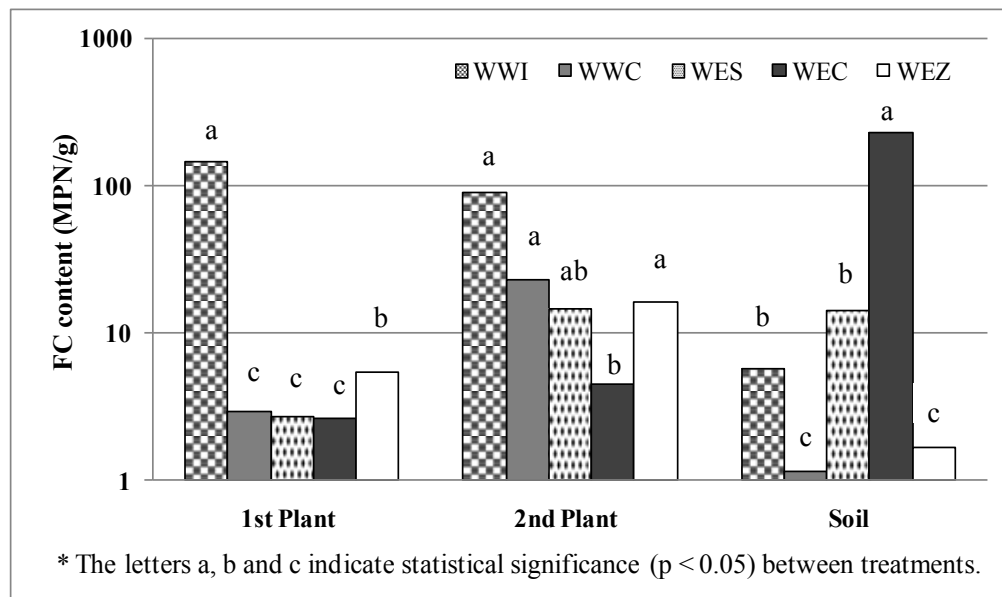 1000
WWI WWC WES WEC WEZ
a
a
a
100
a
ab
a
b
b
b
10
c c c
b
c
c
1
FC content (MPN/g)
1st Plant 2nd Plant Soil
* The letters a, b and c indicate statistical significance (p < 0.05) between treatments.